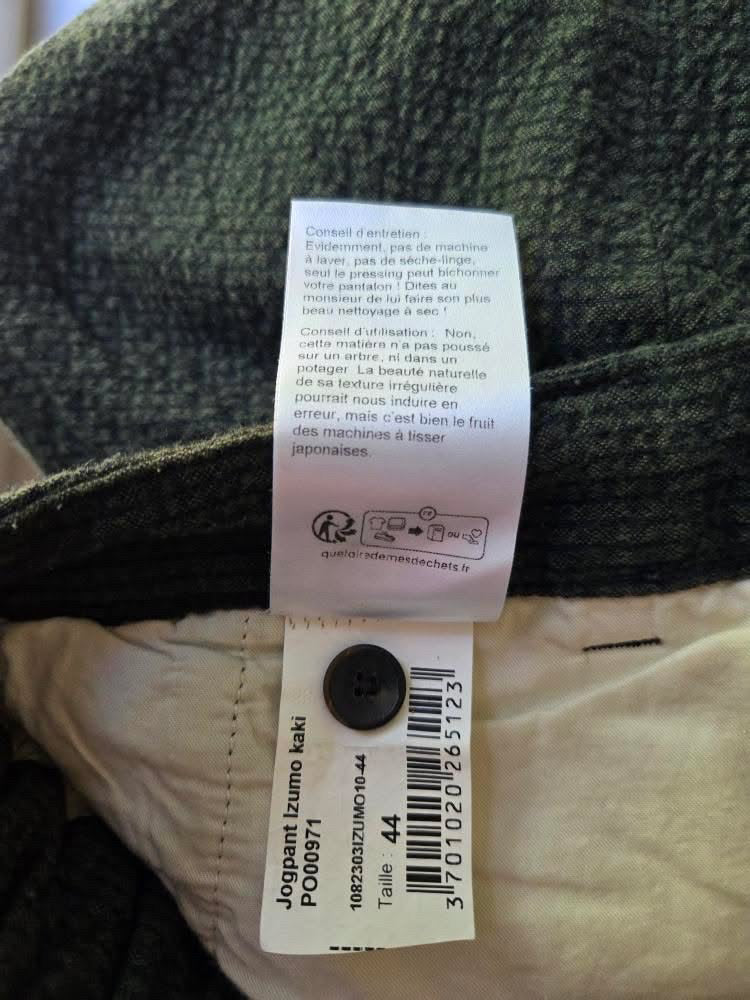 Conseil d'entretien :
Evidemment, pas de machine
à laver, pas de sèche-linge,
seul le pressing peut bichonner
votre pantalon ! Dites au
monsieur de lui faire son plus
beau nettoyage à sec !
Conseil d'utilisation : Non,
cette matière n'a pas poussé
sur un arbre, ni dans un
potager. La beauté naturelle
de sa texture irrégulière
pourrait nous induire en
erreur, mais c'est bien le fruit
des machines à tisser
japonaises.
FR
ou
quefairedemesdechets.fr
Jogpant Izumo kaki
PO00971
1082303IZUMO10-44
Taille : 44
3 701020 265123